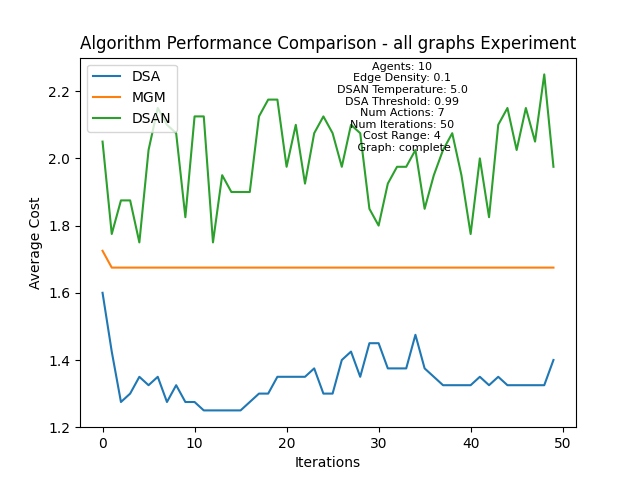 Algorithm Performance Comparison - all graphs Experiment
DSA
MGM
DSAN
Agents: 10
Edge Density: 0.1
DSAN Temperature: 5.0
DSA Threshold: 0.99
Num Actions: 7
Num Iterations: 50
Cost Range: 4
Graph: complete
Average Cost
2.2
2.0
1.8
1.6
1.4
1.2
0 10 20 30 40 50
Iterations